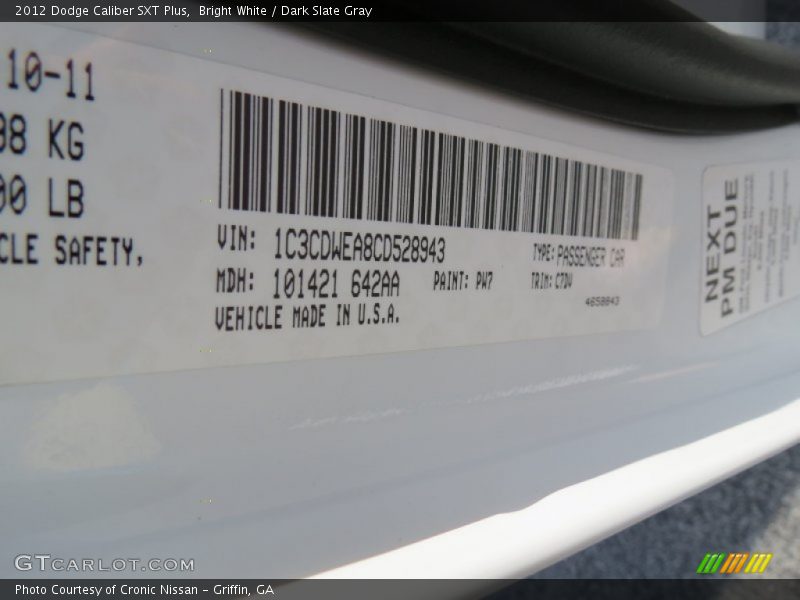 2012 Dodge Caliber SXT Plus, Bright White / Dark Slate Gray
10-11
08 KG
00 LB
CLE SAFETY,
VIN: 1C3CDWEA8CD528943
TYPE: PASSENGER CAR
MDH: 101421 642AA
PAINT: PW7
TRIM: C7DV
VEHICLE MADE IN U.S.A.
4658843
NEXT
PM DUE
GTCARLOT.COM
Photo Courtesy of Cronic Nissan - Griffin, GA